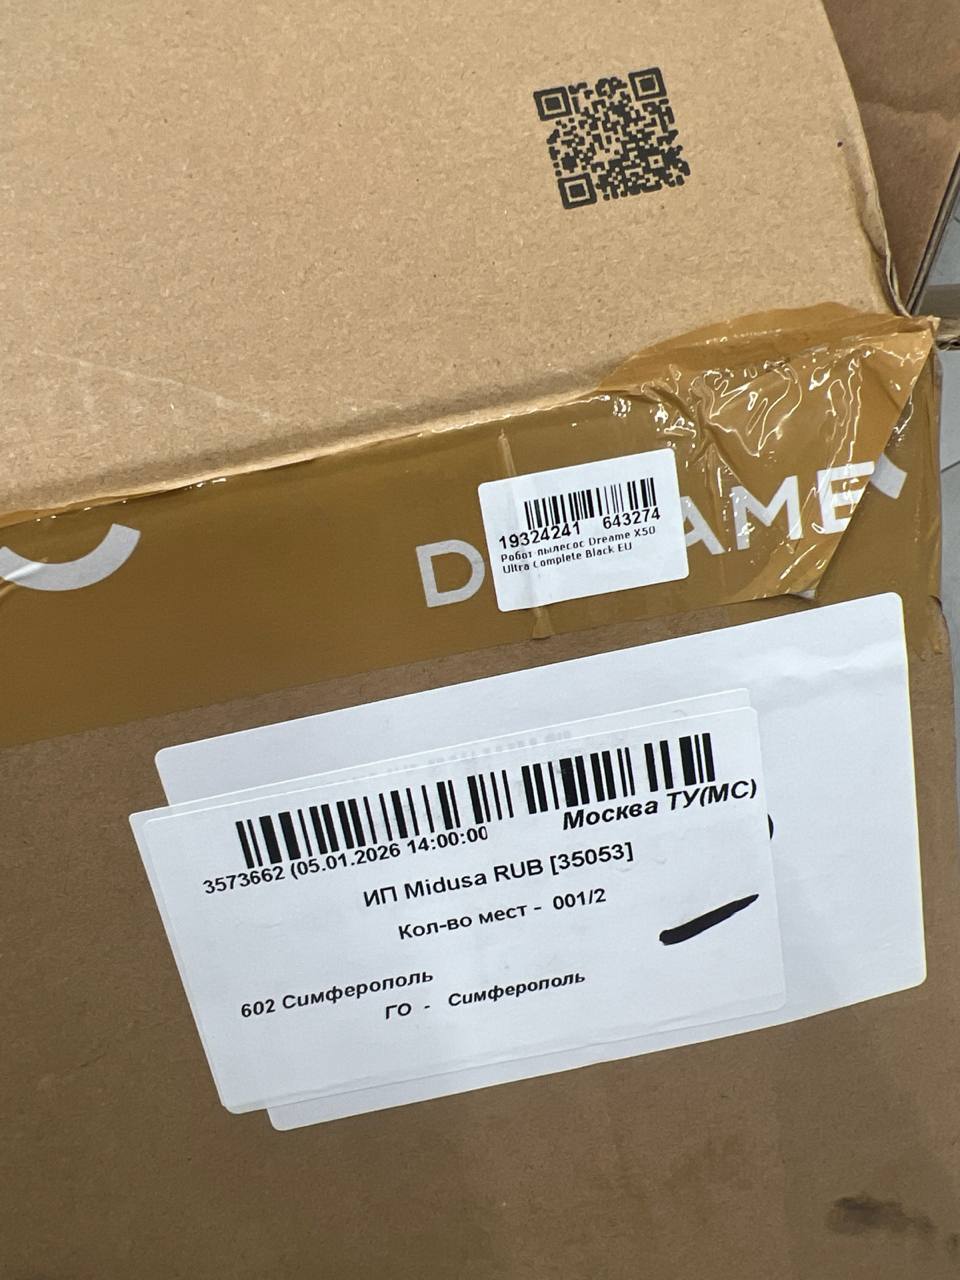 DREAME
19324241 643274
Робот-пылесос Dreame X50
Ultra Complete Black EU
3573662 (05.01.2026 14:00:00
Москва ТУ(МС)
ИП Midusa RUB [35053]
Кол-во мест - 001/2
602 Симферополь
ГО - Симферополь